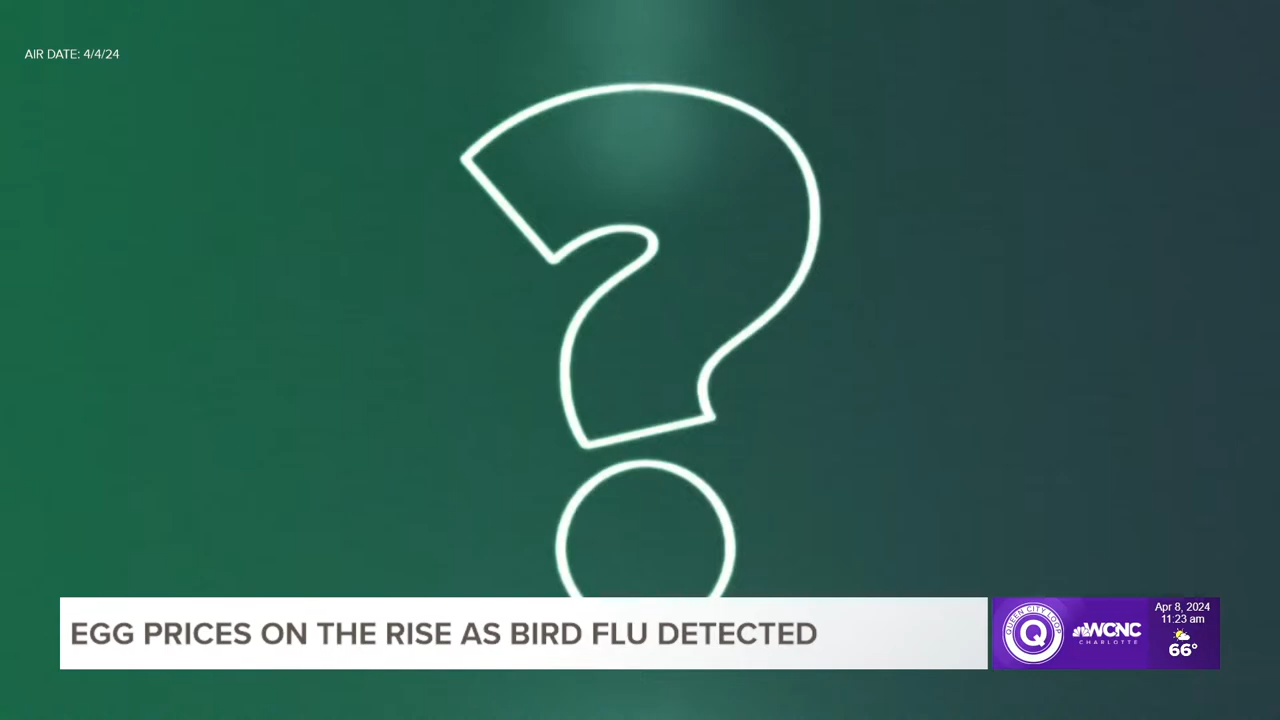 AIR DATE: 4/4/24
EGG PRICES ON THE RISE AS BIRD FLU DETECTED
QUEEN CITY LOOP
Q
WCNC
CHARLOTTE
Apr 8, 2024
11:23 am
66°